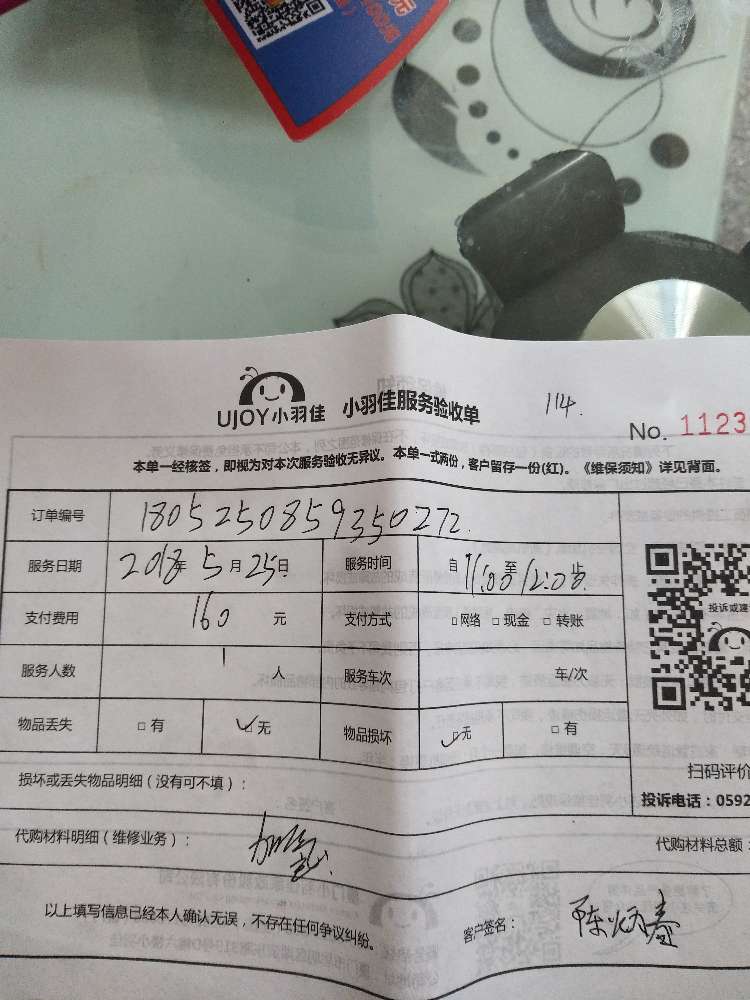 UJOY小羽佳 小羽佳服务验收单 114.
No. 1123
本单一经核签，即视为对本次服务验收无异议。本单一式两份，客户留存一份(红)。《维保须知》详见背面。
订单编号 1805250859350272
服务日期 2018年 5月 25日 服务时间 自 11:00 至 12:00 止
支付费用 160 元 支付方式 □网络 □现金 □转账
服务人数 1 人 服务车次 车/次
物品丢失 □有 ☑无 物品损坏 ☑无 □有
投诉或建
扫码评价
损坏或丢失物品明细（没有可不填）：
投诉电话：0592
代购材料明细（维修业务）：
代购材料总额：
以上填写信息已经本人确认无误，不存在任何争议纠纷。
客户签名： 陈炳春